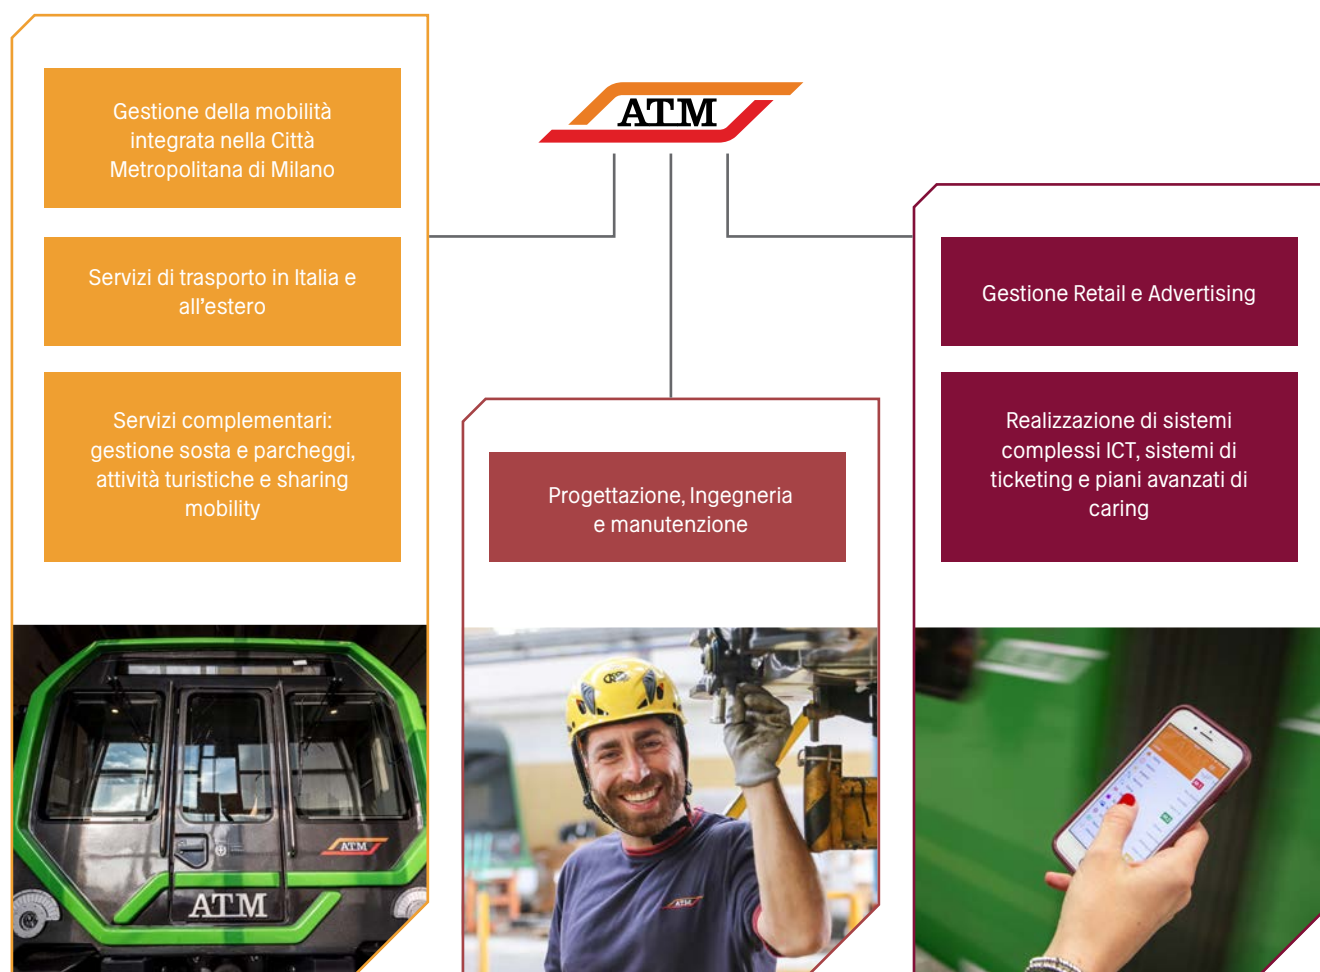 Gestione della mobilità
integrata nella Città
Metropolitana di Milano
Servizi di trasporto in Italia e
all'estero
Servizi complementari:
gestione sosta e parcheggi,
attività turistiche e sharing
mobility
ATM
Progettazione, Ingegneria
e manutenzione
Gestione Retail e Advertising
Realizzazione di sistemi
complessi ICT, sistemi di
ticketing e piani avanzati di
caring
ATM
ATM
ATM